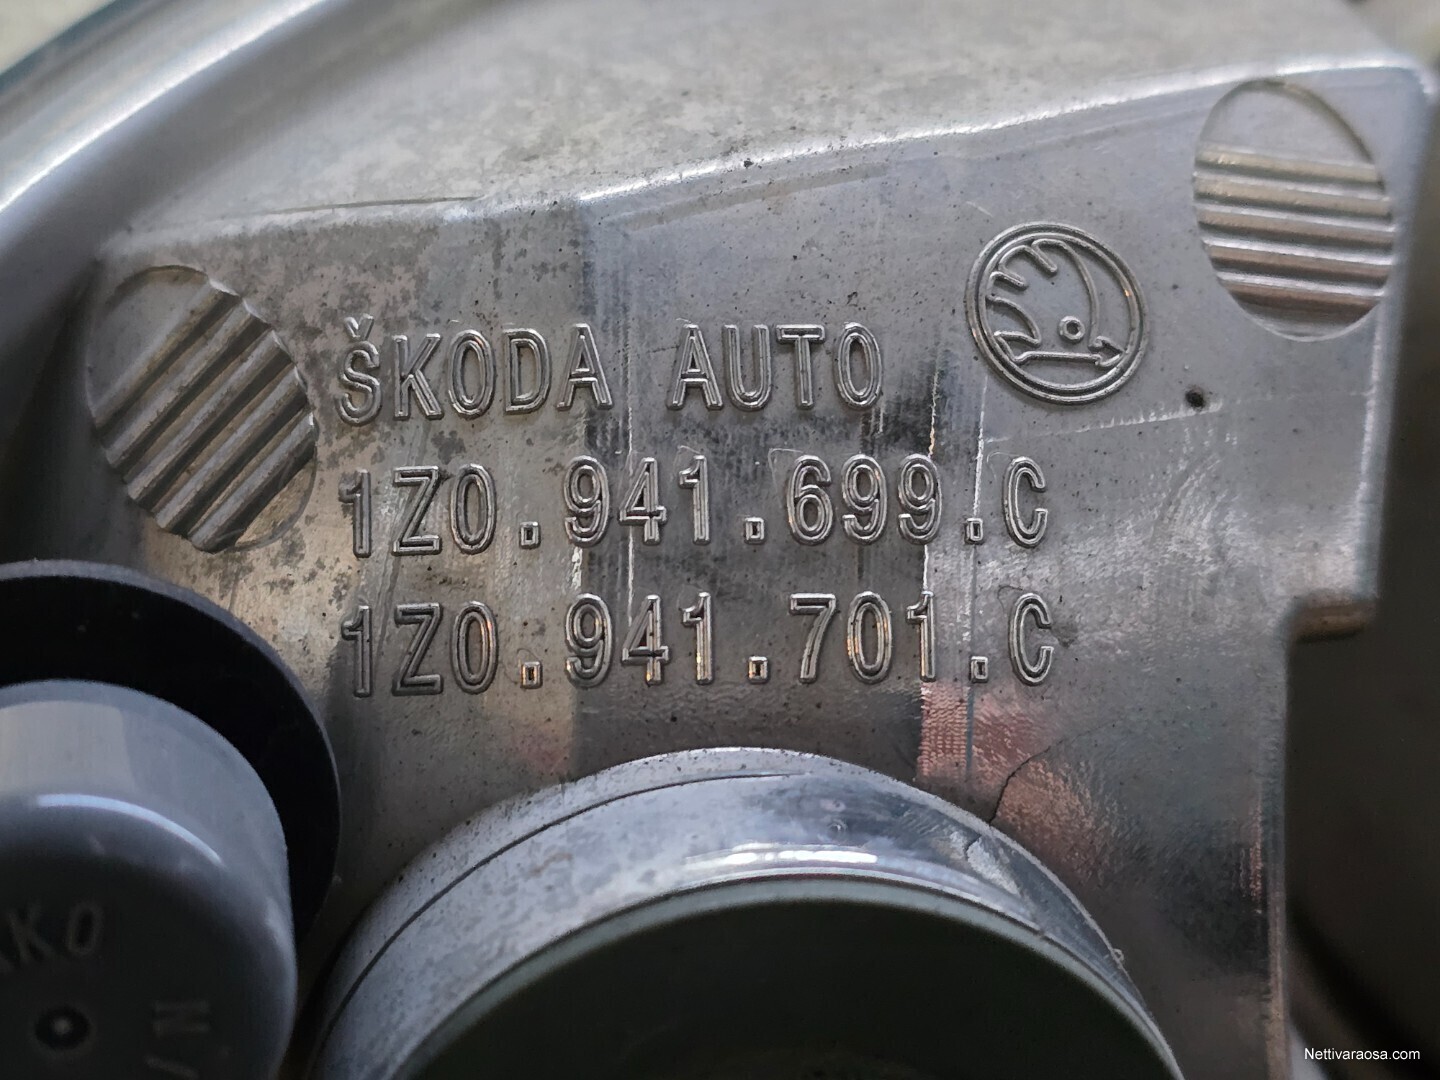 ŠKODA AUTO
1Z0.941.699.C
1Z0.941.701.C
Nettivaraosa.com